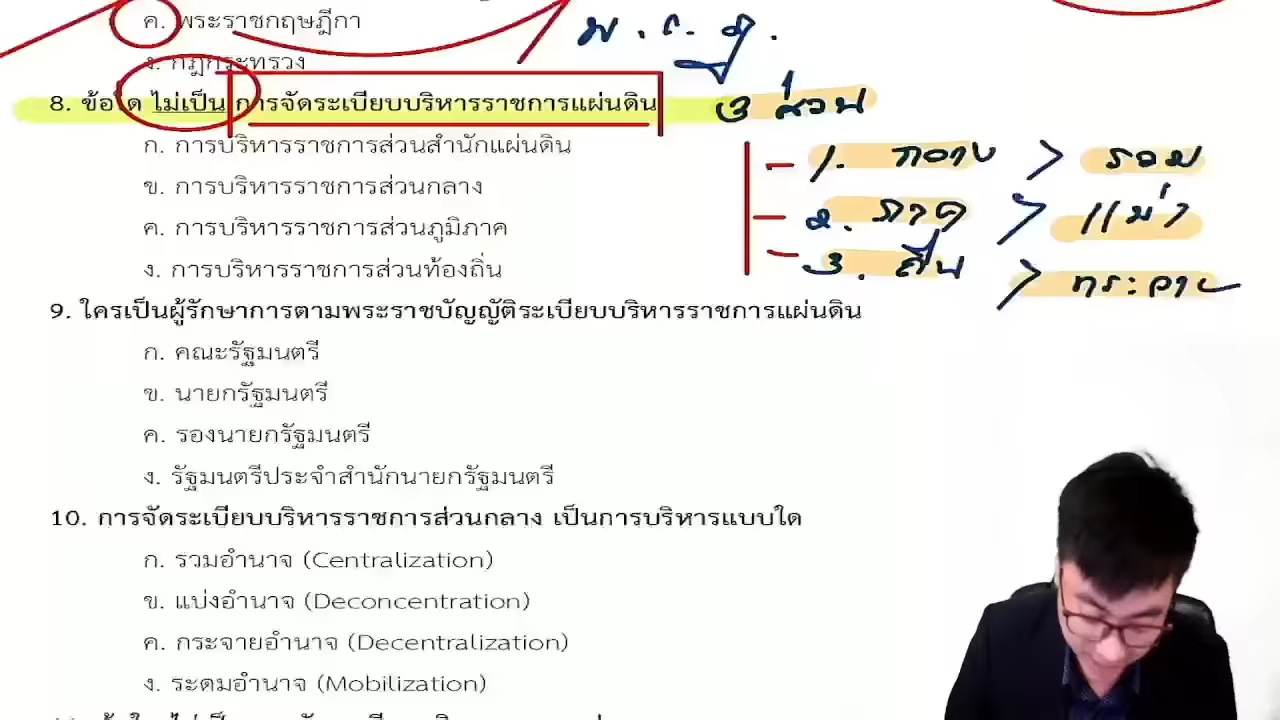 ค. พระราชกฤษฎีกา
ง. กฎกระทรวง
พ.ร.ฎ.
8. ข้อใด ไม่เป็น การจัดระเบียบบริหารราชการแผ่นดิน
3 ส่วน
ก. การบริหารราชการส่วนสำนักแผ่นดิน
ข. การบริหารราชการส่วนกลาง
ค. การบริหารราชการส่วนภูมิภาค
ง. การบริหารราชการส่วนท้องถิ่น
1. กลาง > รวม
2. ภาค > แบ่ง
3. ถิ่น > กระจาย
9. ใครเป็นผู้รักษาการตามพระราชบัญญัติระเบียบบริหารราชการแผ่นดิน
ก. คณะรัฐมนตรี
ข. นายกรัฐมนตรี
ค. รองนายกรัฐมนตรี
ง. รัฐมนตรีประจำสำนักนายกรัฐมนตรี
10. การจัดระเบียบบริหารราชการส่วนกลาง เป็นการบริหารแบบใด
ก. รวมอำนาจ (Centralization)
ข. แบ่งอำนาจ (Deconcentration)
ค. กระจายอำนาจ (Decentralization)
ง. ระดมอำนาจ (Mobilization)